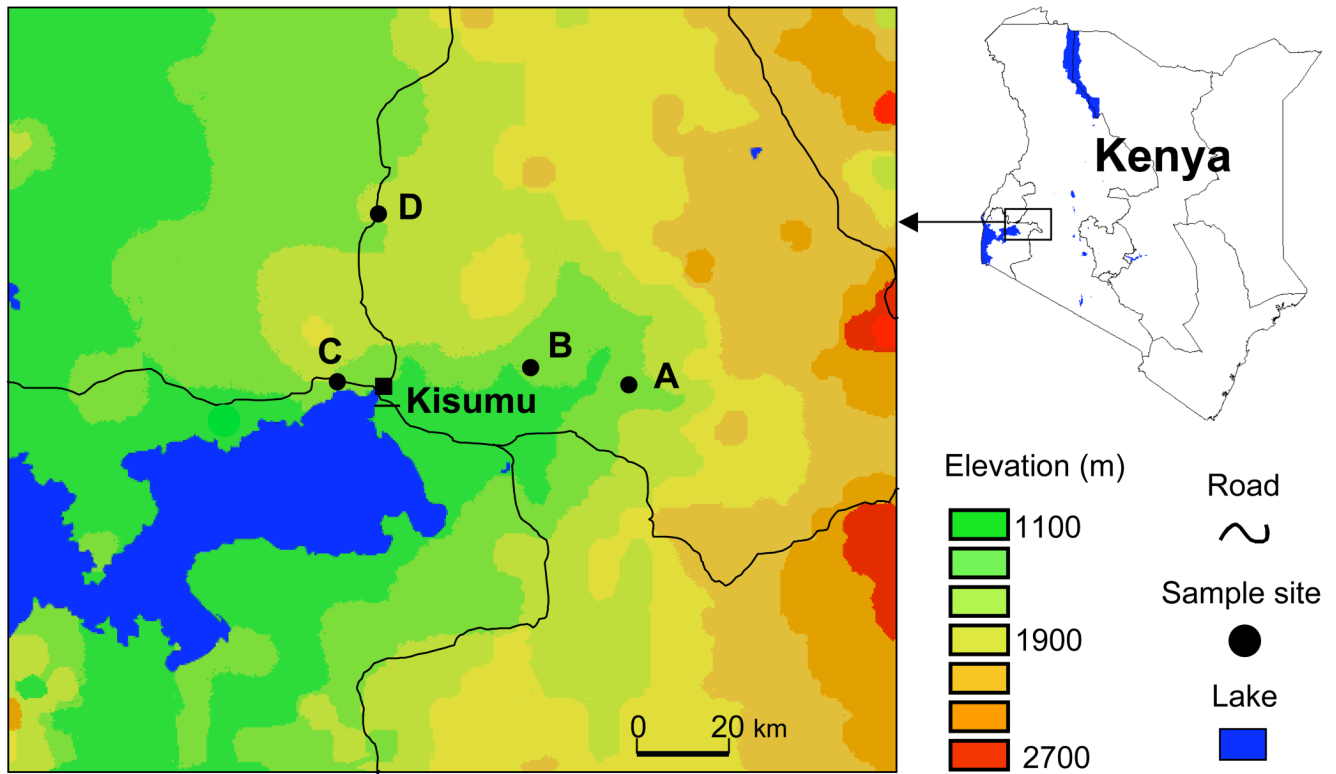 Kenya
D
C
B
A
Kisumu
0 20 km
Elevation (m)
1100
1900
2700
Road
Sample site
Lake